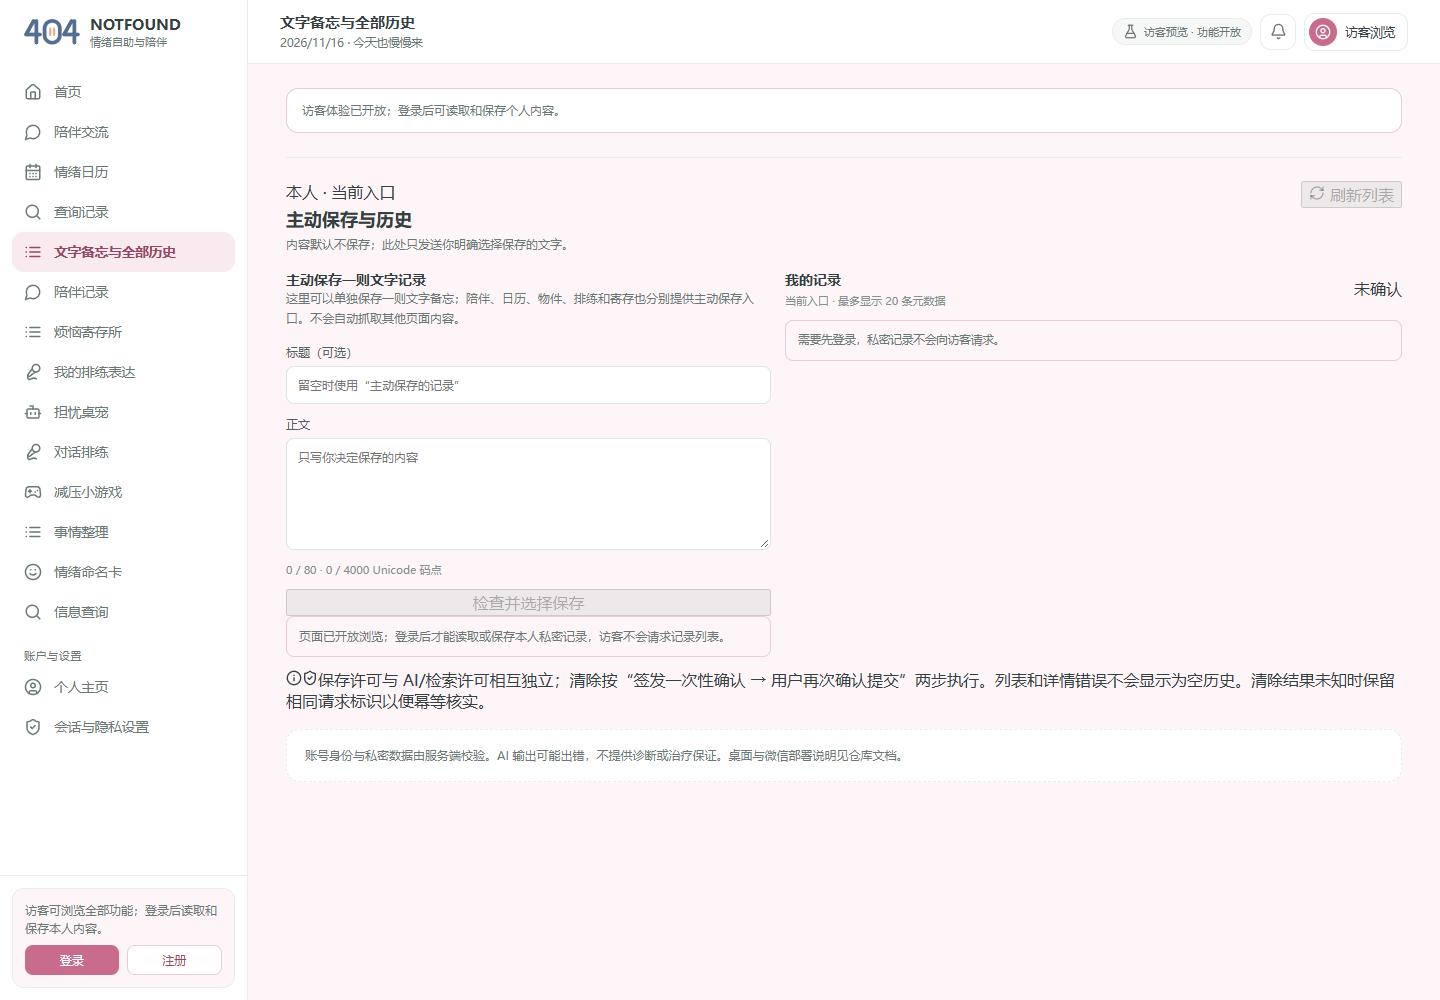 404 NOTFOUND
情绪自助与陪伴
首页
陪伴交流
情绪日历
查询记录
文字备忘与全部历史
陪伴记录
烦恼寄存所
我的排练表达
担忧桌宠
对话排练
减压小游戏
事情整理
情绪命名卡
信息查询
账户与设置
个人主页
会话与隐私设置
访客可浏览全部功能；登录后读取和
保存本人内容。
登录
注册
文字备忘与全部历史
2026/11/16 · 今天也慢慢来
访客预览 · 功能开放
访客浏览
访客体验已开放；登录后可读取和保存个人内容。
本人 · 当前入口
刷新列表
主动保存与历史
内容默认不保存；此处只发送你明确选择保存的文字。
主动保存一则文字记录
这里可以单独保存一则文字备忘；陪伴、日历、物件、排练和寄存也分别提供主动保存入
口。不会自动抓取其他页面内容。
标题（可选）
留空时使用“主动保存的记录”
正文
只写你决定保存的内容
0 / 80 · 0 / 4000 Unicode 码点
检查并选择保存
页面已开放浏览；登录后才能读取或保存本人私密记录，访客不会请求记录列表。
我的记录
当前入口 · 最多显示 20 条元数据
未确认
需要先登录，私密记录不会向访客请求。
保存许可与 AI/检索许可相互独立；清除按“签发一次性确认 → 用户再次确认提交”两步执行。列表和详情错误不会显示为空历史。清除结果未知时保留
相同请求标识以便幂等核实。
账号身份与私密数据由服务端校验。AI 输出可能出错，不提供诊断或治疗保证。桌面与微信部署说明见仓库文档。